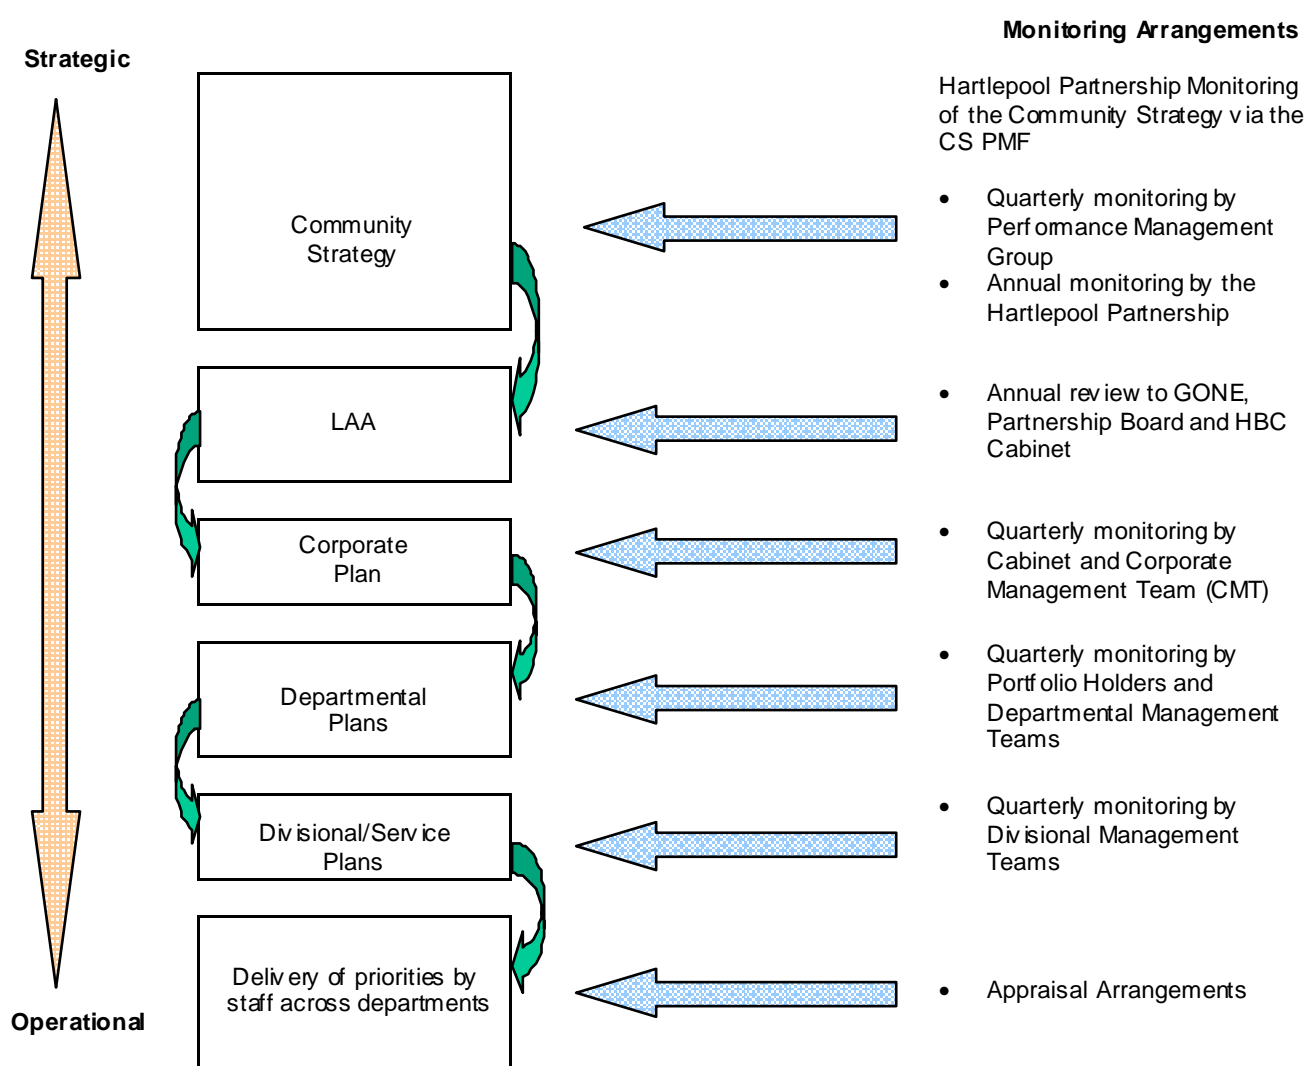 Monitoring Arrangements
Strategic
Hartlepool Partnership Monitoring
of the Community Strategy via the
CS PMF
Community
Strategy
• Quarterly monitoring by
Performance Management
Group
• Annual monitoring by the
Hartlepool Partnership
LAA
• Annual review to GONE,
Partnership Board and HBC
Cabinet
Corporate
Plan
• Quarterly monitoring by
Cabinet and Corporate
Management Team (CMT)
Departmental
Plans
• Quarterly monitoring by
Portfolio Holders and
Departmental Management
Teams
Divisional/Service
Plans
• Quarterly monitoring by
Divisional Management
Teams
Delivery of priorities by
staff across departments
• Appraisal Arrangements
Operational